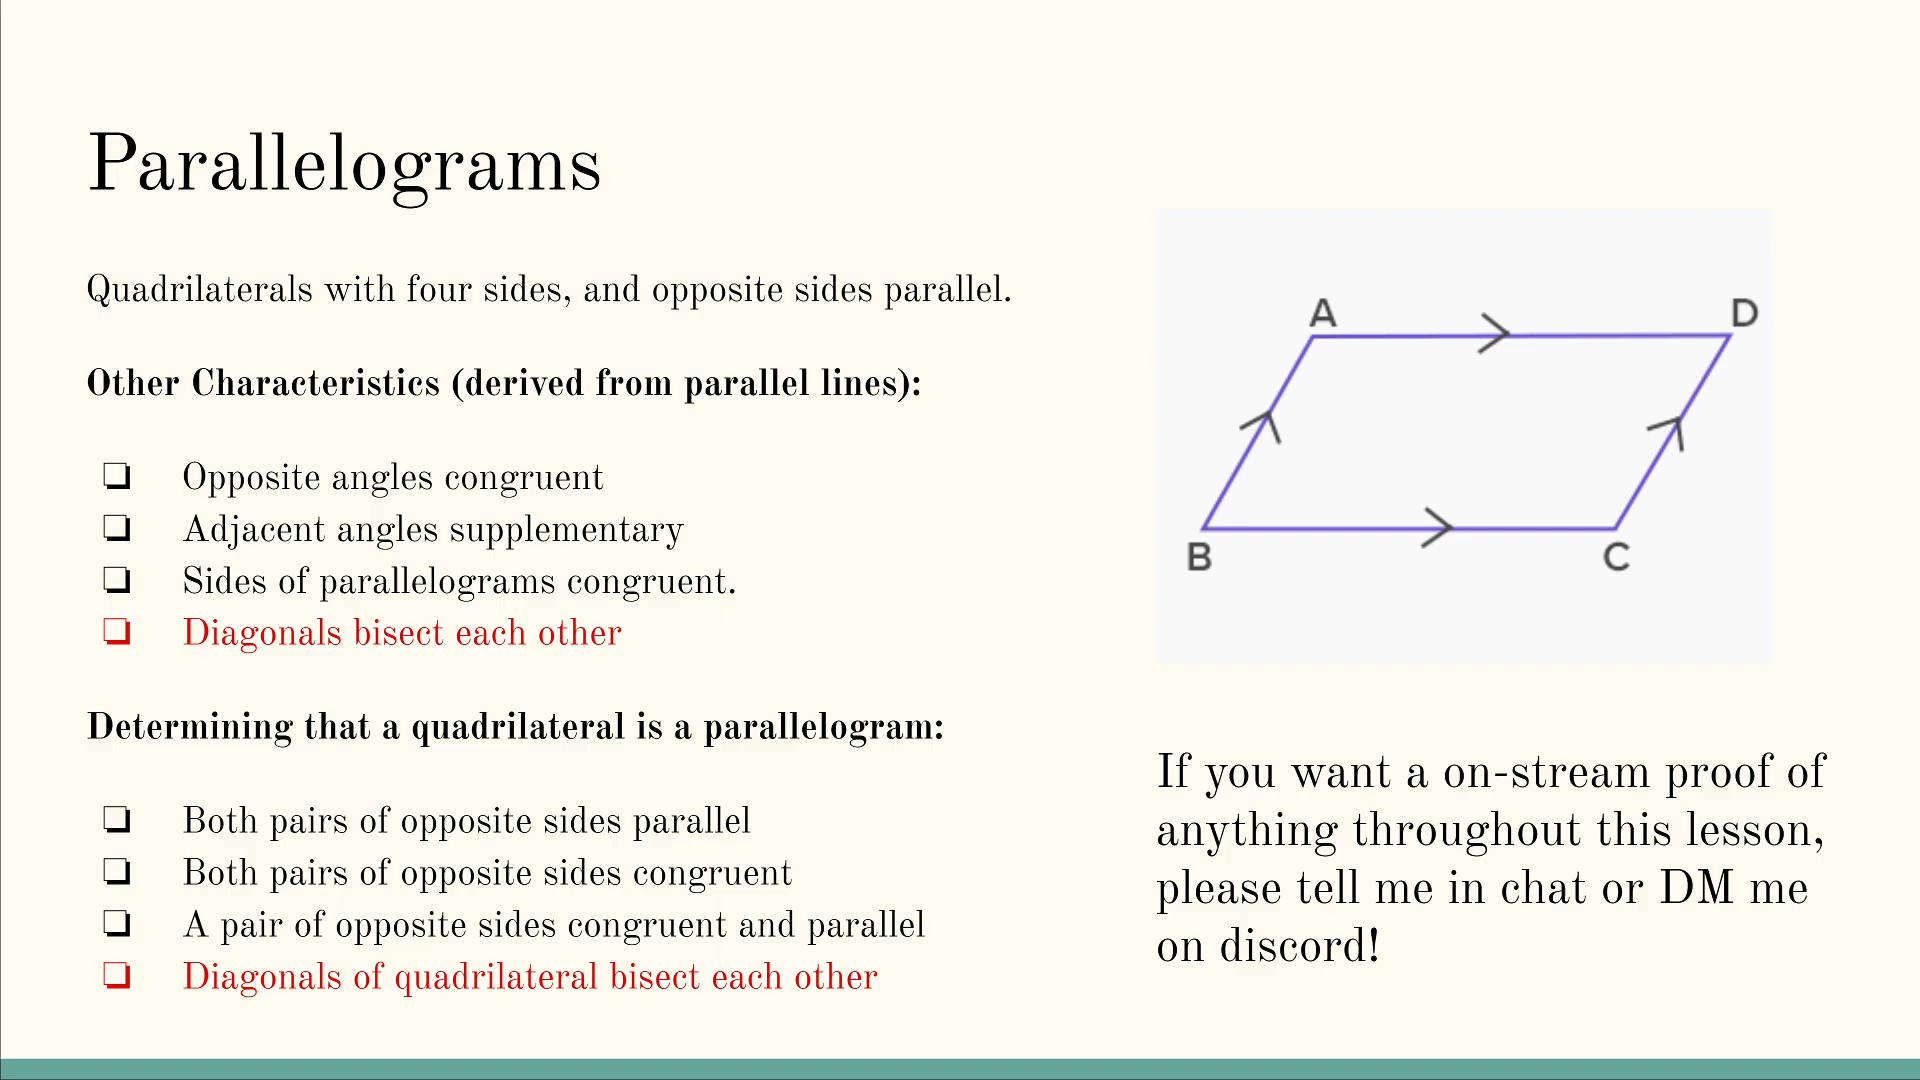 Parallelograms
Quadrilaterals with four sides, and opposite sides parallel.
Other Characteristics (derived from parallel lines):
❏ Opposite angles congruent
❏ Adjacent angles supplementary
❏ Sides of parallelograms congruent.
❏ Diagonals bisect each other
Determining that a quadrilateral is a parallelogram:
❏ Both pairs of opposite sides parallel
❏ Both pairs of opposite sides congruent
❏ A pair of opposite sides congruent and parallel
❏ Diagonals of quadrilateral bisect each other
A D
B C
If you want a on-stream proof of
anything throughout this lesson,
please tell me in chat or DM me
on discord!